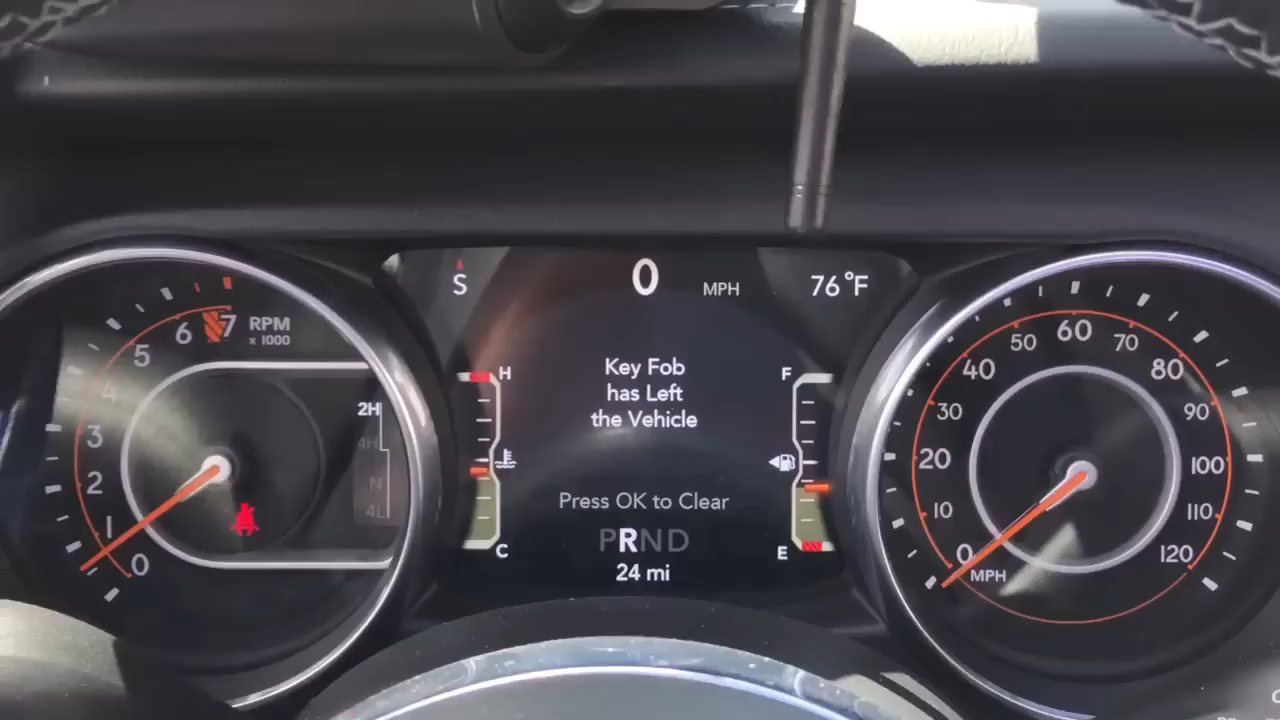 S
0
MPH
76°F
7
6
5
4
3
2
1
0
RPM
x 1000
2H
4H
N
4L
H
C
Key Fob
has Left
the Vehicle
Press OK to Clear
PRND
24 mi
F
E
0
10
20
30
40
50
60
70
80
90
100
110
120
MPH